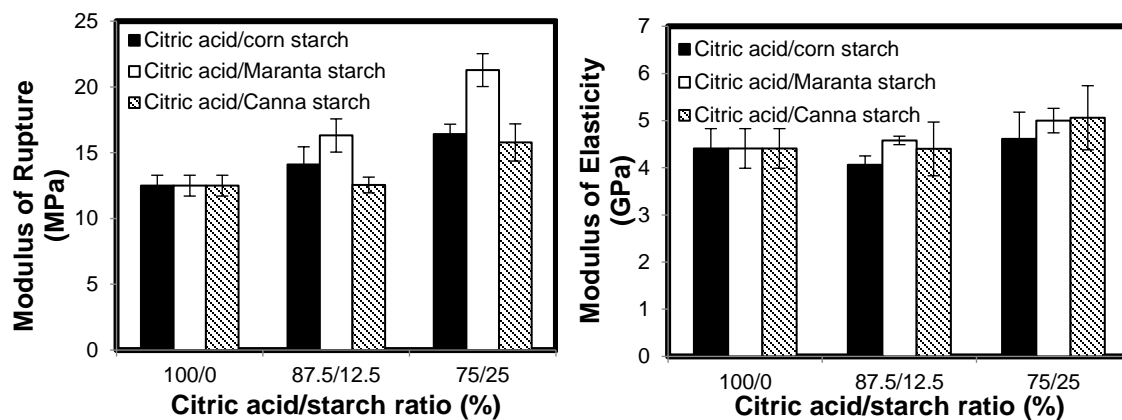 Modulus of Rupture
(MPa)
25
20
15
10
5
0
Citric acid/corn starch
Citric acid/Maranta starch
Citric acid/Canna starch
100/0
87.5/12.5
75/25
Citric acid/starch ratio (%)
Modulus of Elasticity
(GPa)
7
6
5
4
3
2
1
0
Citric acid/corn starch
Citric acid/Maranta starch
Citric acid/Canna starch
100/0
87.5/12.5
75/25
Citric acid/starch ratio (%)